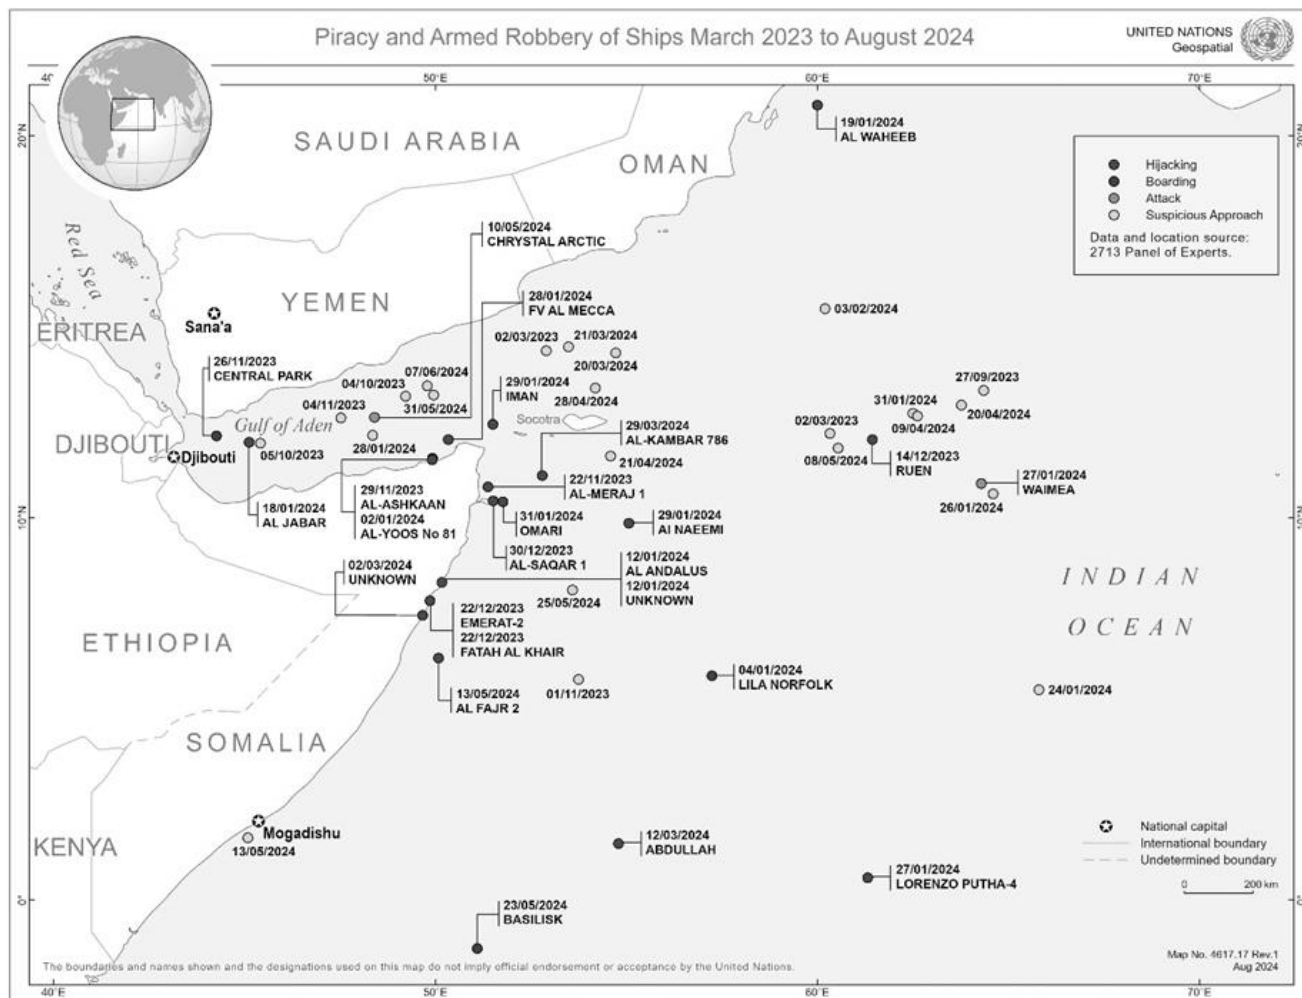 Piracy and Armed Robbery of Ships March 2023 to August 2024
UNITED NATIONS
Geospatial
50°E
60°E
70°E
20°N
19/01/2024
AL WAHEEB
SAUDI ARABIA
OMAN
Hijacking
Boarding
Attack
Suspicious Approach
Data and location source:
2713 Panel of Experts.
Red Sea
10/05/2024
CHRYSTAL ARCTIC
YEMEN
28/01/2024
FV AL MECCA
03/02/2024
Sana'a
ERITREA
02/03/2023
21/03/2024
20/03/2024
26/11/2023
CENTRAL PARK
07/06/2024
04/10/2023
31/05/2024
29/01/2024
IMAN
28/04/2024
27/09/2023
31/01/2024
20/04/2024
09/04/2024
04/11/2023
Gulf of Aden
Socotra
02/03/2023
DJIBOUTI
Djibouti
05/10/2023
28/01/2024
29/03/2024
AL-KAMBAR 786
21/04/2024
08/05/2024
14/12/2023
RUEN
27/01/2024
WAIMEA
26/01/2024
29/11/2023
AL-ASHKAAN
02/01/2024
AL-YOOS No 81
22/11/2023
AL-MERAJ 1
18/01/2024
AL JABAR
31/01/2024
OMARI
29/01/2024
Al NAEEMI
10°N
10°N
30/12/2023
AL-SAQAR 1
02/03/2024
UNKNOWN
12/01/2024
AL ANDALUS
12/01/2024
UNKNOWN
25/05/2024
INDIAN
OCEAN
22/12/2023
EMERAT-2
22/12/2023
FATAH AL KHAIR
ETHIOPIA
13/05/2024
AL FAJR 2
01/11/2023
04/01/2024
LILA NORFOLK
24/01/2024
SOMALIA
Mogadishu
13/05/2024
KENYA
12/03/2024
ABDULLAH
27/01/2024
LORENZO PUTHA-4
National capital
International boundary
Undetermined boundary
0 200 km
0°
0°
23/05/2024
BASILISK
The boundaries and names shown and the designations used on this map do not imply official endorsement or acceptance by the United Nations.
Map No. 4617.17 Rev.1
Aug 2024
40°E
50°E
60°E
70°E